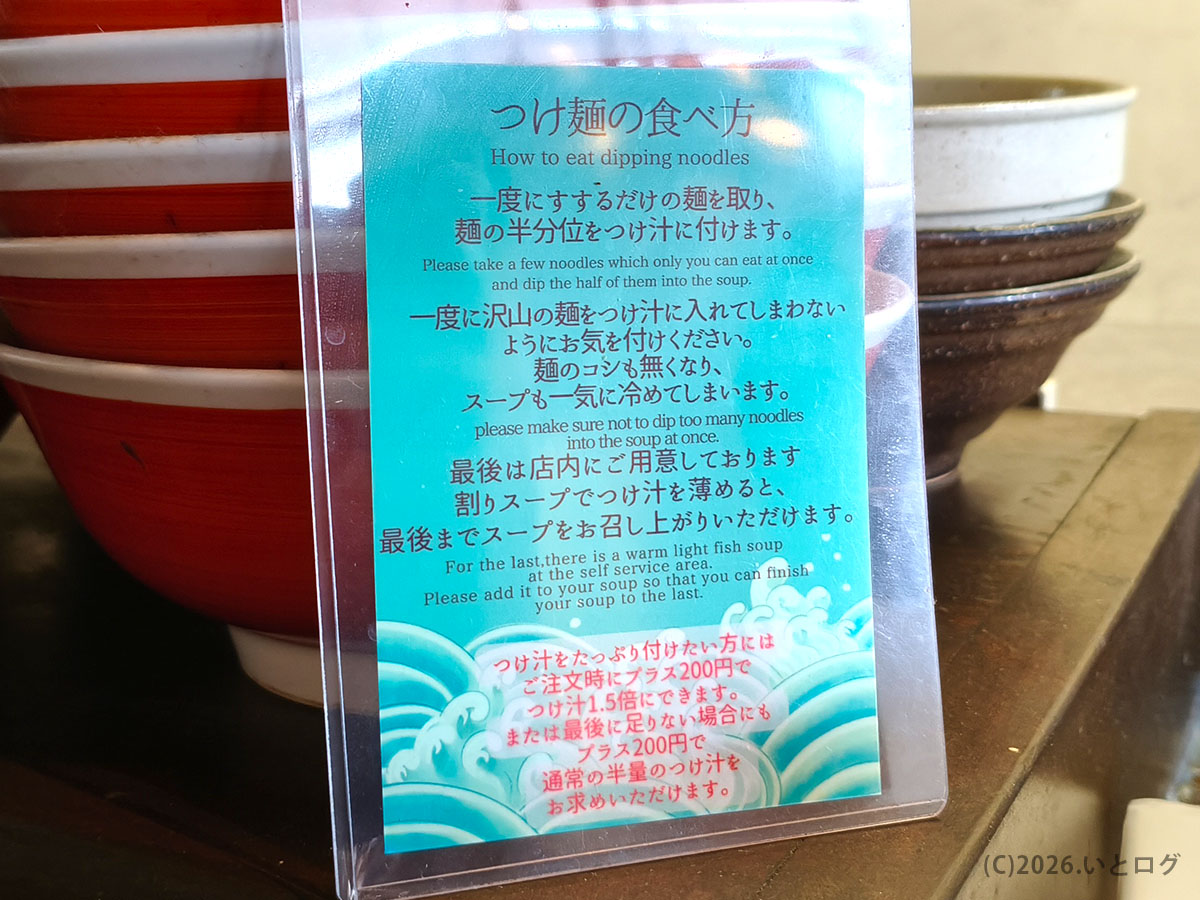 つけ麺の食べ方
How to eat dipping noodles
一度にすするだけの麺を取り、
麺の半分位をつけ汁に付けます。
Please take a few noodles which only you can eat at once
and dip the half of them into the soup.
一度に沢山の麺をつけ汁に入れてしまわない
ようにお気を付けください。
麺のコシも無くなり、
スープも一気に冷めてしまいます。
please make sure not to dip too many noodles
into the soup at once.
最後は店内にご用意しております
割りスープでつけ汁を薄めると、
最後までスープをお召し上がりいただけます。
For the last,there is a warm light fish soup
at the self service area.
Please add it to your soup so that you can finish
your soup to the last.
つけ汁をたっぷり付けたい方には
ご注文時にプラス200円で
つけ汁1.5倍にできます。
または最後に足りない場合にも
プラス200円で
通常の半量のつけ汁を
お求めいただけます。
(C)2026.いとログ